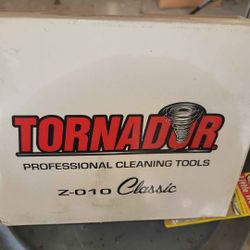 TORNADOR
PROFESSIONAL CLEANING TOOLS
Z-010 Classic